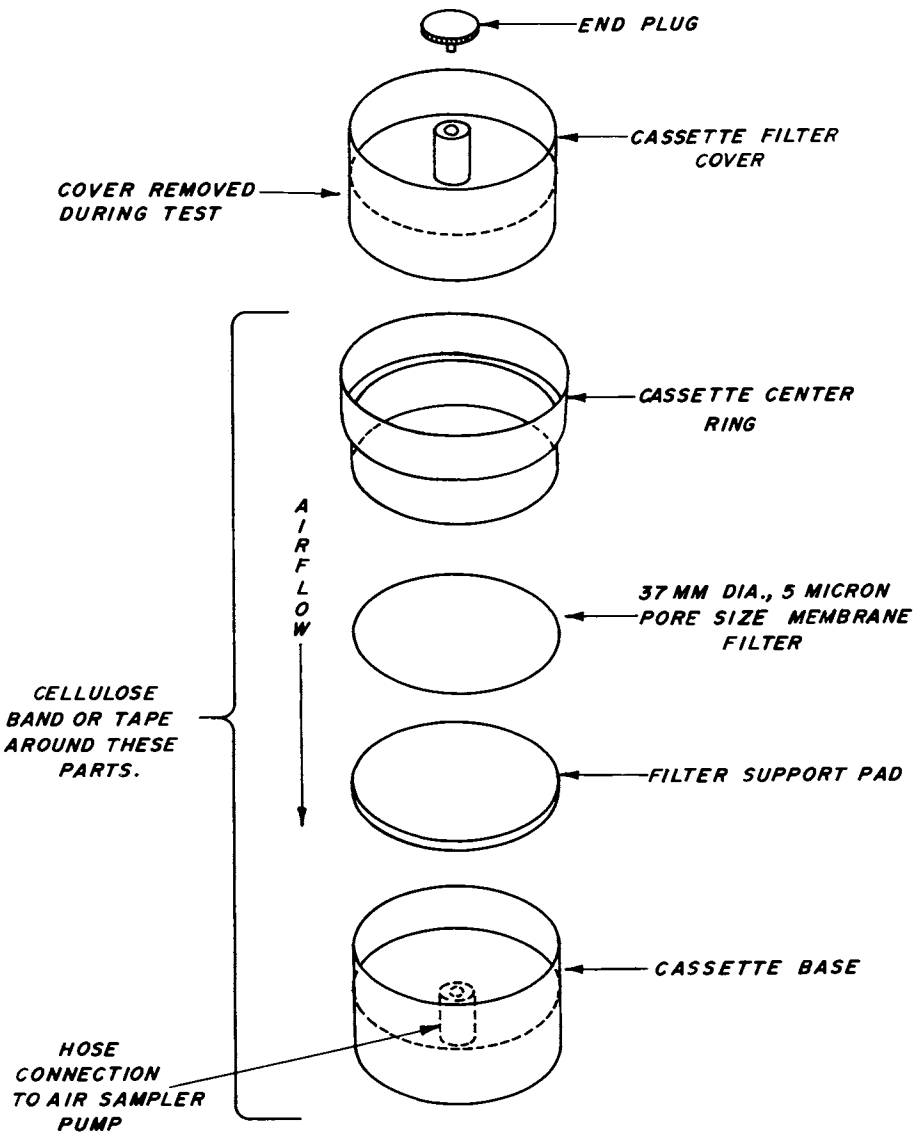 END PLUG
CASSETTE FILTER
COVER
COVER REMOVED
DURING TEST
CASSETTE CENTER
RING
AIRFLOW
37 MM DIA., 5 MICRON
PORE SIZE MEMBRANE
FILTER
CELLULOSE
BAND OR TAPE
AROUND THESE
PARTS.
FILTER SUPPORT PAD
CASSETTE BASE
HOSE
CONNECTION
TO AIR SAMPLER
PUMP